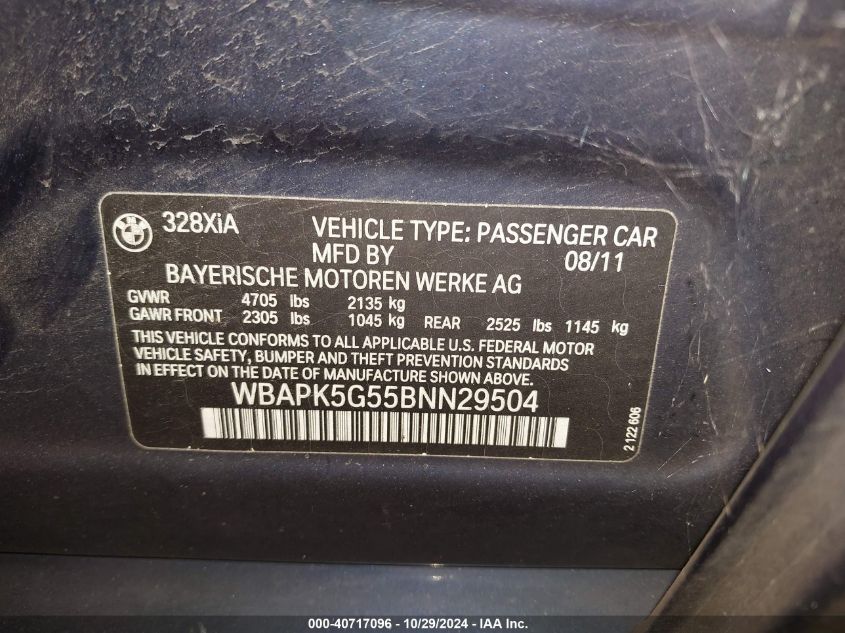 BMW
328XiA VEHICLE TYPE: PASSENGER CAR
MFD BY 08/11
BAYERISCHE MOTOREN WERKE AG
GVWR 4705 lbs 2135 kg
GAWR FRONT 2305 lbs 1045 kg REAR 2525 lbs 1145 kg
THIS VEHICLE CONFORMS TO ALL APPLICABLE U.S. FEDERAL MOTOR
VEHICLE SAFETY, BUMPER AND THEFT PREVENTION STANDARDS
IN EFFECT ON THE DATE OF MANUFACTURE SHOWN ABOVE.
WBAPK5G55BNN29504
2 122 606
000-40717096 - 10/29/2024 - IAA Inc.